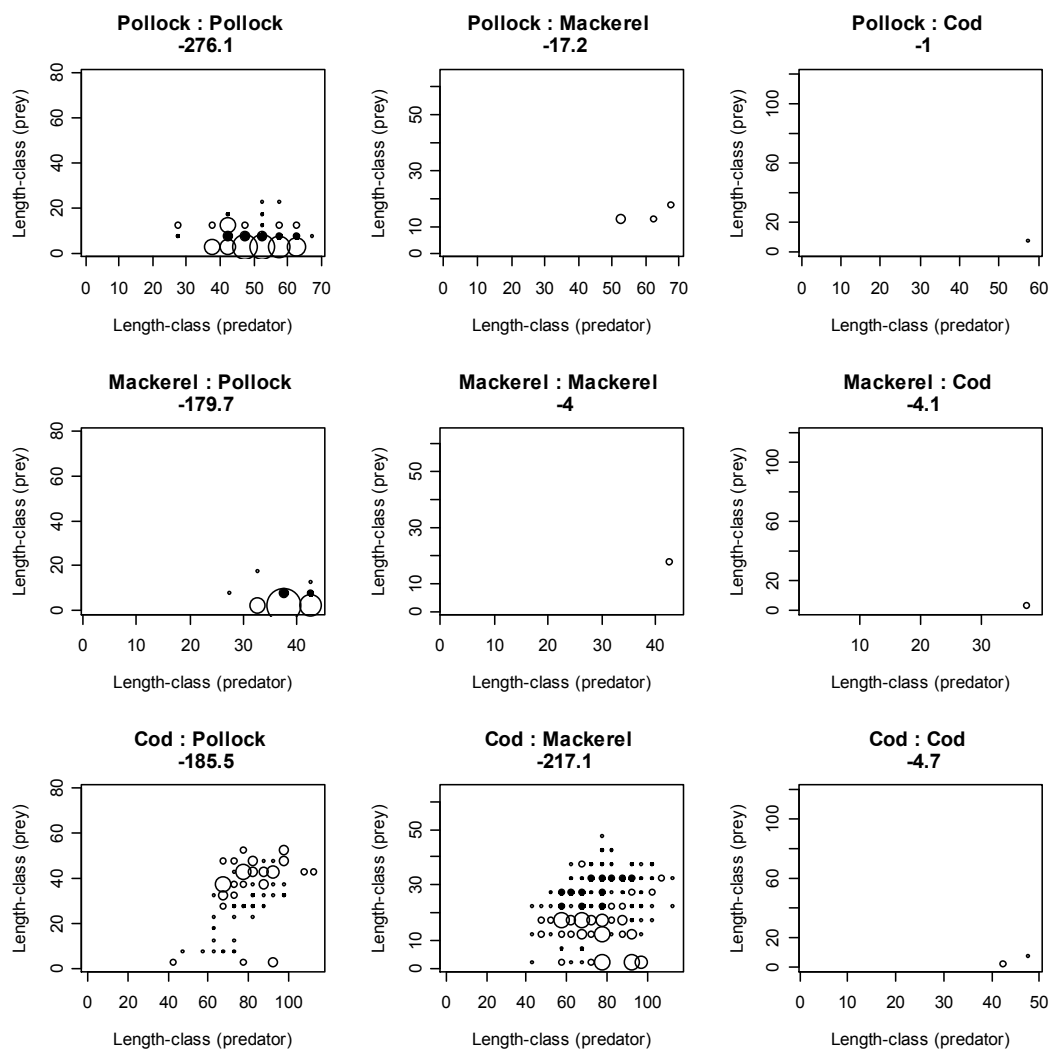 Pollock : Pollock
-276.1
Length-class (prey)
0 20 40 60 80
0 10 20 30 40 50 60 70
Length-class (predator)
Pollock : Mackerel
-17.2
Length-class (prey)
0 10 30 50
0 10 20 30 40 50 60 70
Length-class (predator)
Pollock : Cod
-1
Length-class (prey)
0 20 60 100
0 10 20 30 40 50 60
Length-class (predator)
Mackerel : Pollock
-179.7
Length-class (prey)
0 20 40 60 80
0 10 20 30 40
Length-class (predator)
Mackerel : Mackerel
-4
Length-class (prey)
0 10 30 50
0 10 20 30 40
Length-class (predator)
Mackerel : Cod
-4.1
Length-class (prey)
0 20 60 100
10 20 30
Length-class (predator)
Cod : Pollock
-185.5
Length-class (prey)
0 20 40 60 80
0 20 40 60 80 100
Length-class (predator)
Cod : Mackerel
-217.1
Length-class (prey)
0 10 30 50
0 20 40 60 80 100
Length-class (predator)
Cod : Cod
-4.7
Length-class (prey)
0 20 60 100
0 10 20 30 40 50
Length-class (predator)